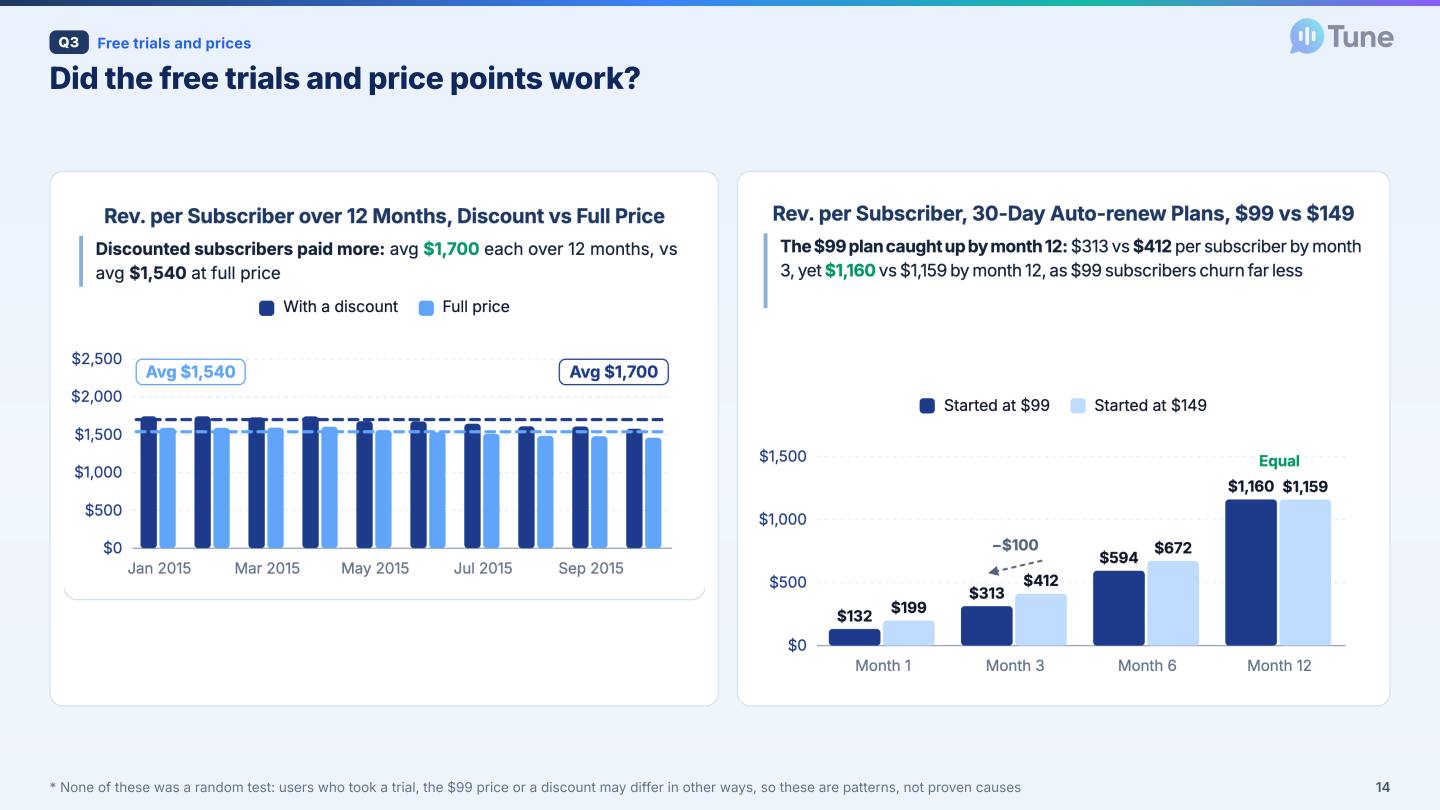 Q3 Free trials and prices
Tune
Did the free trials and price points work?
Rev. per Subscriber over 12 Months, Discount vs Full Price
Discounted subscribers paid more: avg $1,700 each over 12 months, vs
avg $1,540 at full price
With a discount Full price
$2,500
Avg $1,540 Avg $1,700
$2,000
$1,500
$1,000
$500
$0
Jan 2015 Mar 2015 May 2015 Jul 2015 Sep 2015
Rev. per Subscriber, 30-Day Auto-renew Plans, $99 vs $149
The $99 plan caught up by month 12: $313 vs $412 per subscriber by month
3, yet $1,160 vs $1,159 by month 12, as $99 subscribers churn far less
Started at $99 Started at $149
$1,500
Equal
$1,160 $1,159
$1,000
−$100
$594 $672
$500
$313 $412
$132 $199
$0
Month 1 Month 3 Month 6 Month 12
* None of these was a random test: users who took a trial, the $99 price or a discount may differ in other ways, so these are patterns, not proven causes
14